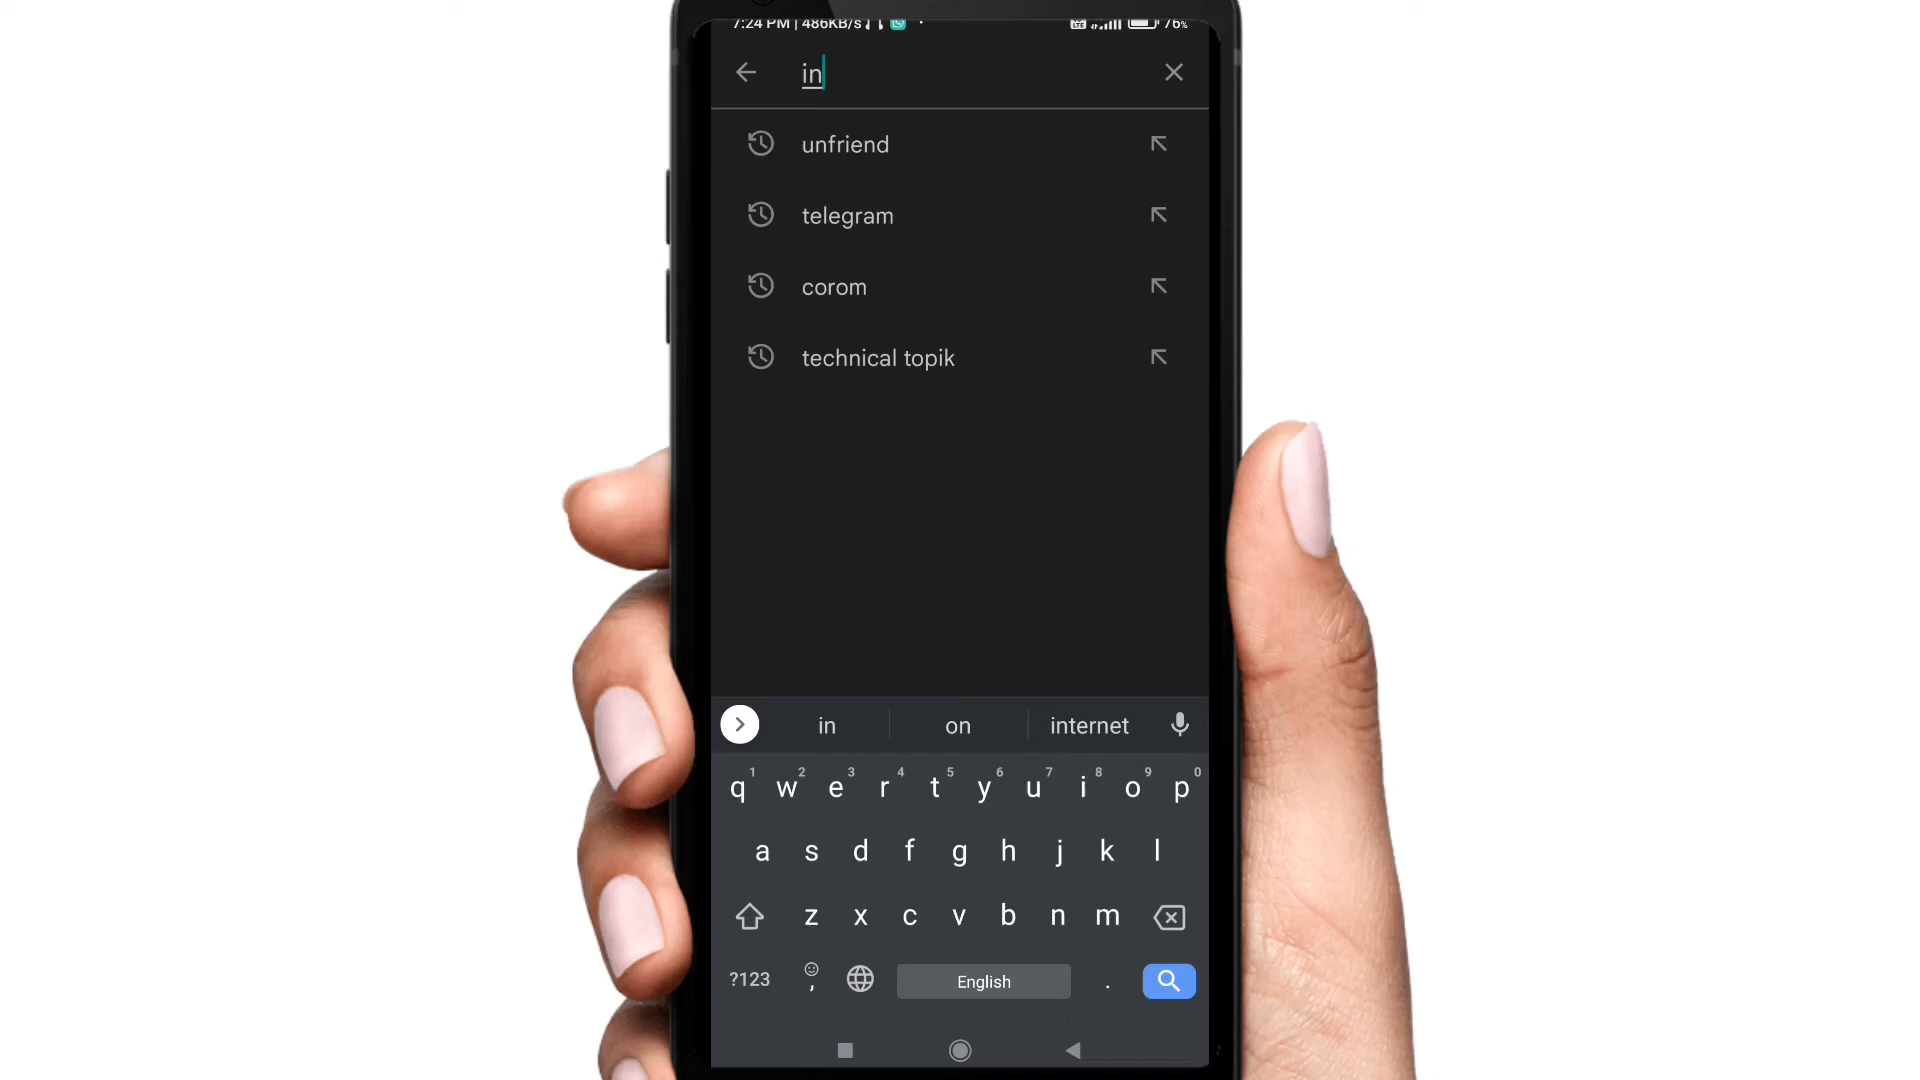 7:24 PM | 486KB/s
76%
in
unfriend
telegram
corom
technical topik
in on internet
1 2 3 4 5 6 7 8 9 0
q w e r t y u i o p
a s d f g h j k l
z x c v b n m
?123 , English .